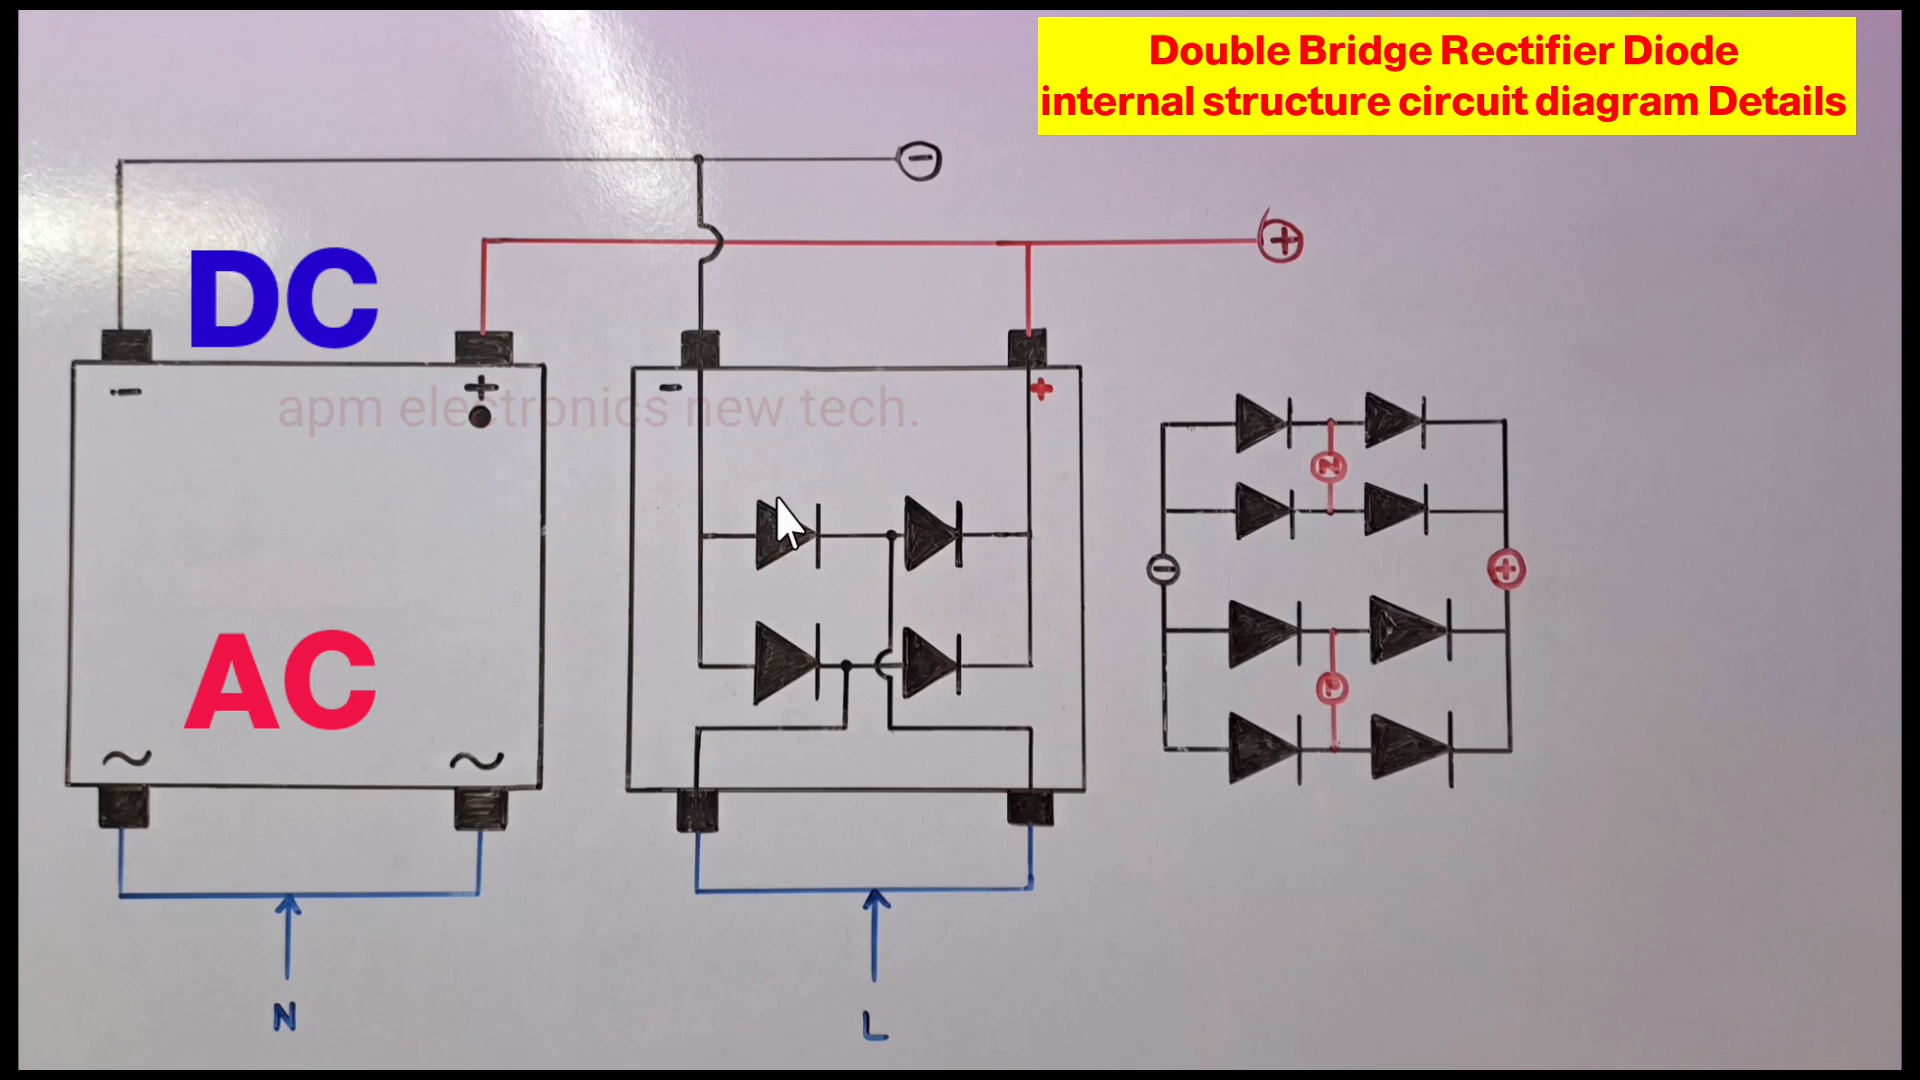 Double Bridge Rectifier Diode
internal structure circuit diagram Details
-
+
DC
- + - +
apm electronics new tech.
N
- +
AC
P
~ ~
N
L